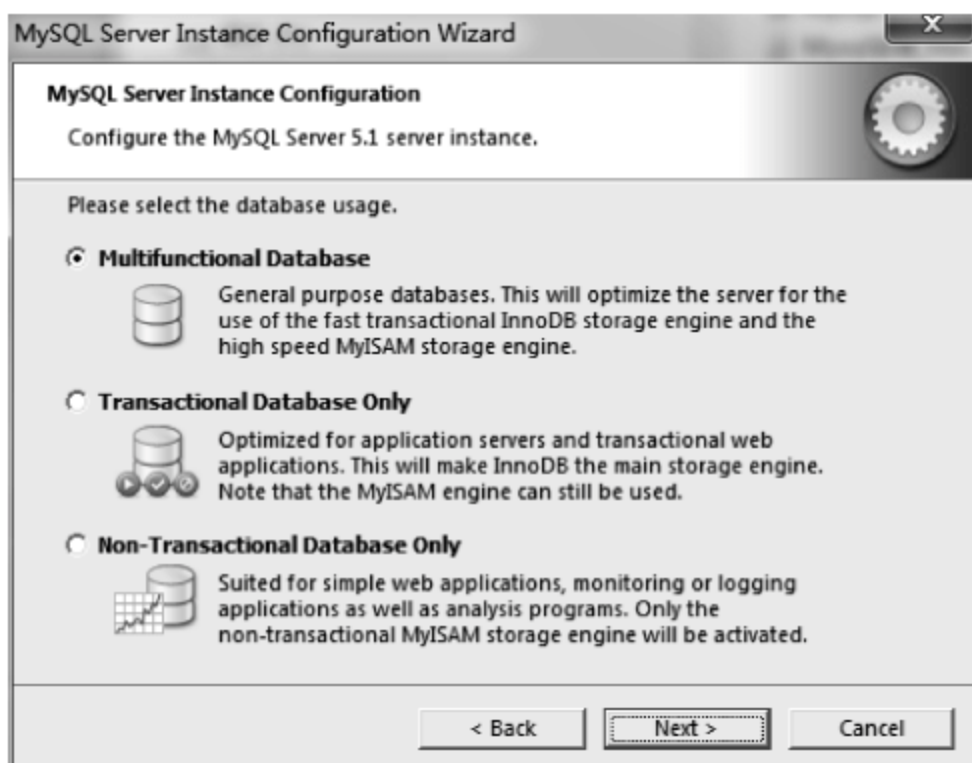 MySQL Server Instance Configuration Wizard
MySQL Server Instance Configuration
Configure the MySQL Server 5.1 server instance.
Please select the database usage.
Multifunctional Database
General purpose databases. This will optimize the server for the
use of the fast transactional InnoDB storage engine and the
high speed MyISAM storage engine.
Transactional Database Only
Optimized for application servers and transactional web
applications. This will make InnoDB the main storage engine.
Note that the MyISAM engine can still be used.
Non-Transactional Database Only
Suited for simple web applications, monitoring or logging
applications as well as analysis programs. Only the
non-transactional MyISAM storage engine will be activated.
< Back Next > Cancel